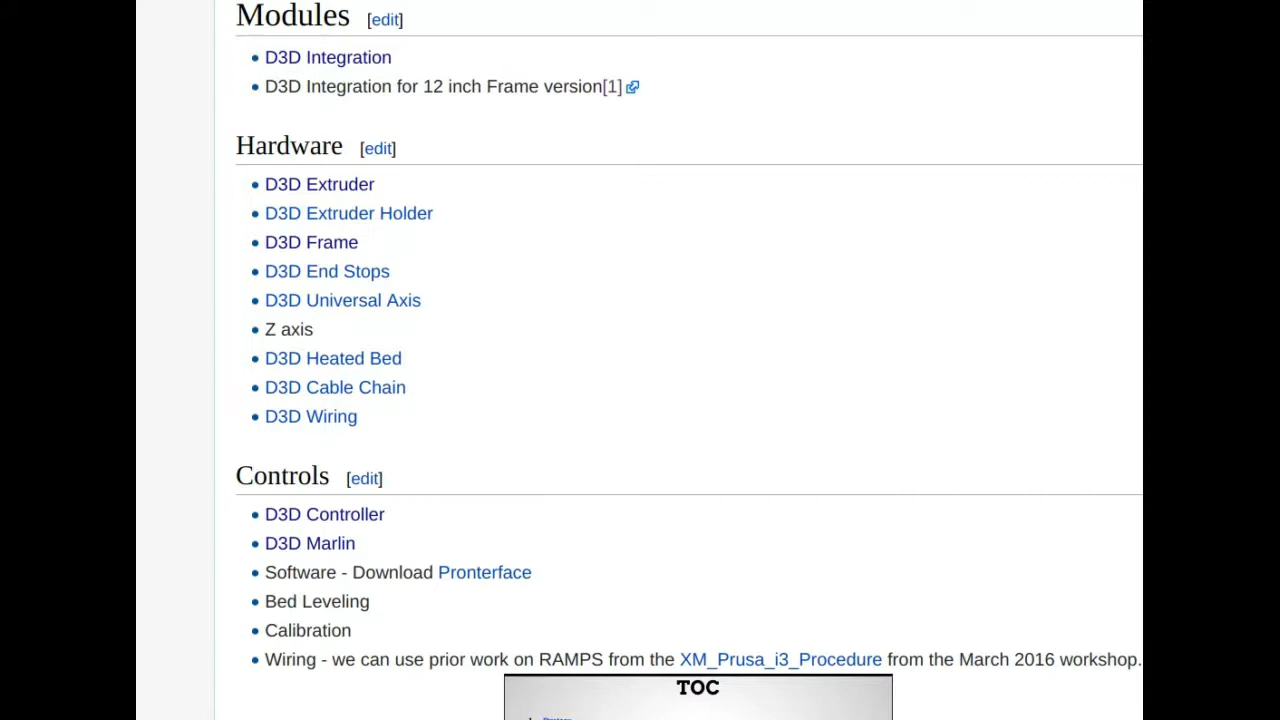 Modules [edit]
D3D Integration
D3D Integration for 12 inch Frame version[1]
Hardware [edit]
D3D Extruder
D3D Extruder Holder
D3D Frame
D3D End Stops
D3D Universal Axis
Z axis
D3D Heated Bed
D3D Cable Chain
D3D Wiring
Controls [edit]
D3D Controller
D3D Marlin
Software - Download Pronterface
Bed Leveling
Calibration
Wiring - we can use prior work on RAMPS from the XM_Prusa_i3_Procedure from the March 2016 workshop.
TOC